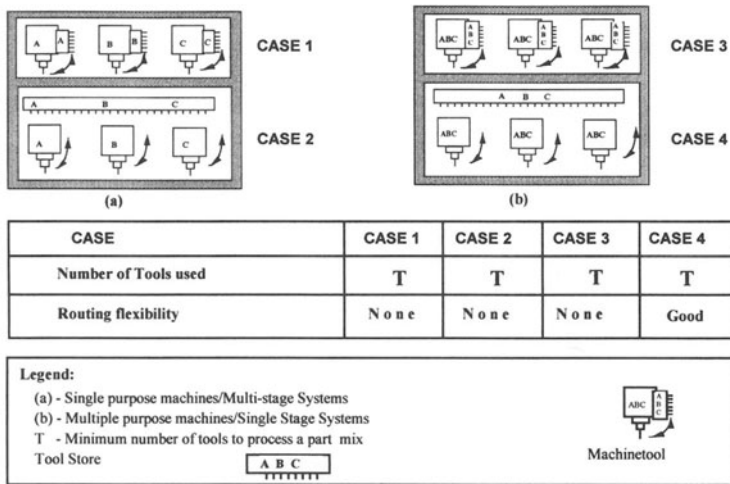 A A B B C C
CASE 1
A B C
A B C
CASE 2
(a)
ABC A B C ABC A B C ABC A B C
CASE 3
A B C
ABC ABC ABC
CASE 4
(b)
CASE CASE 1 CASE 2 CASE 3 CASE 4
Number of Tools used T T T T
Routing flexibility None None None Good
Legend:
(a) - Single purpose machines/Multi-stage Systems
(b) - Multiple purpose machines/Single Stage Systems
T - Minimum number of tools to process a part mix
Tool Store A B C
ABC A B C
Machinetool